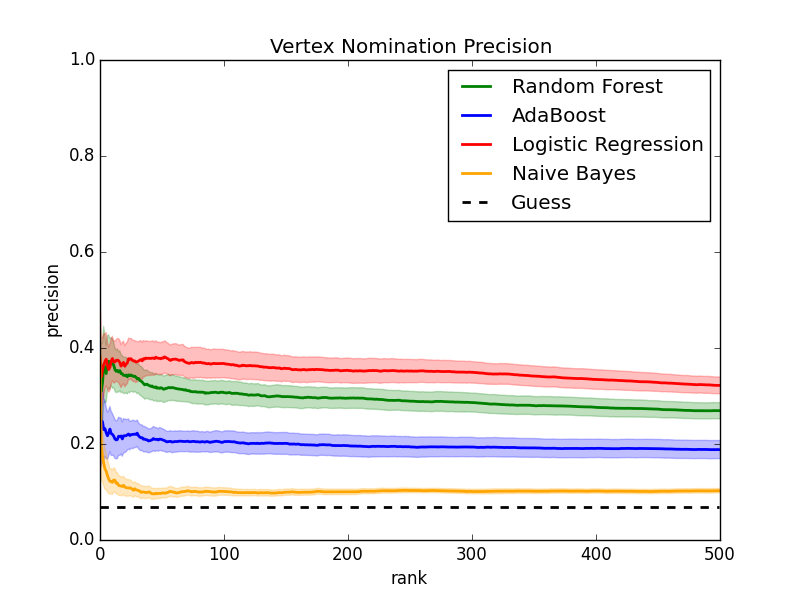 Vertex Nomination Precision
1.0
0.8
0.6
0.4
0.2
0.0
precision
Random Forest
AdaBoost
Logistic Regression
Naive Bayes
Guess
0 100 200 300 400 500
rank